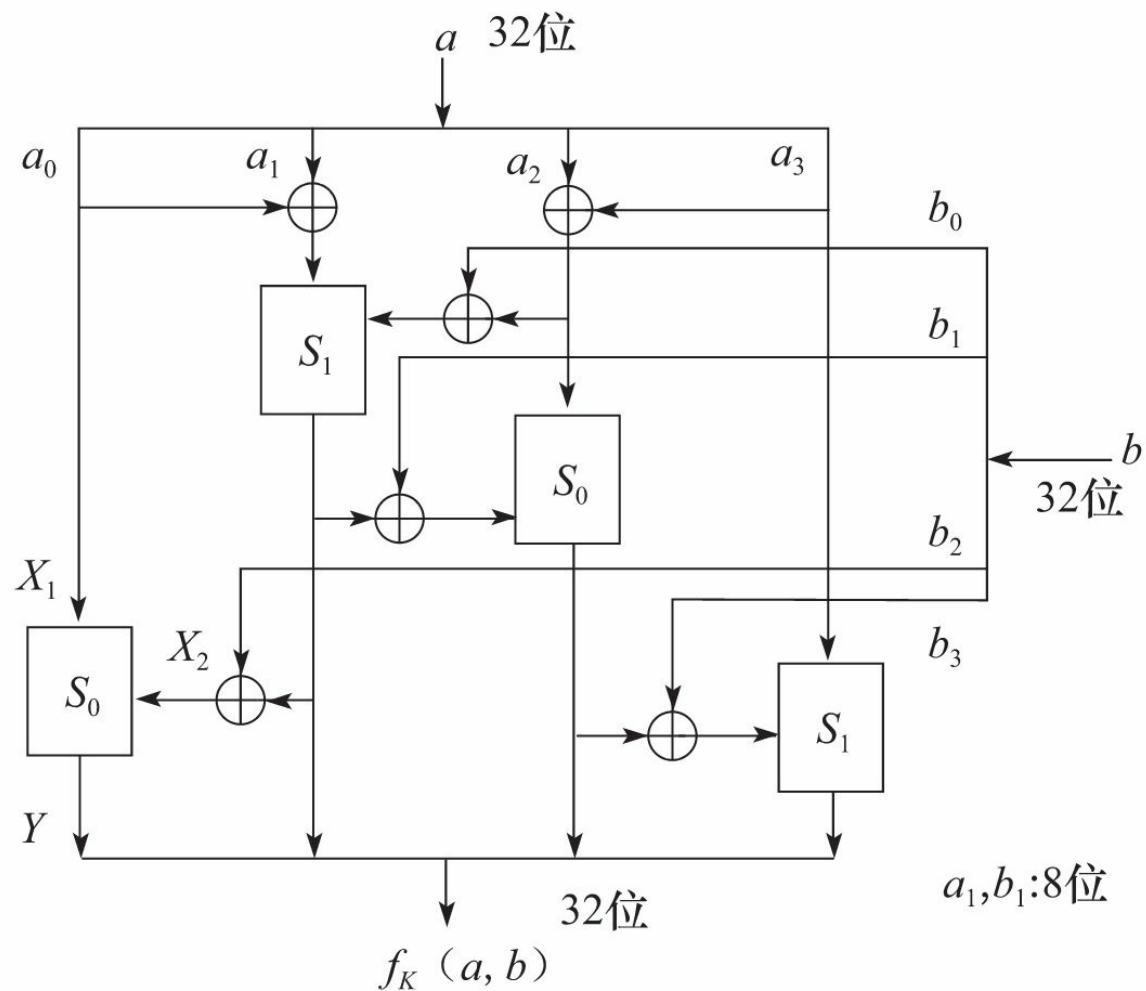 a 32位
a₀ a₁ a₂ a₃
b₀
b₁
S₁
S₀
b
32位
b₂
X₁
X₂
b₃
S₀
S₁
Y
a₁,b₁:8位
32位
f_K（a, b）